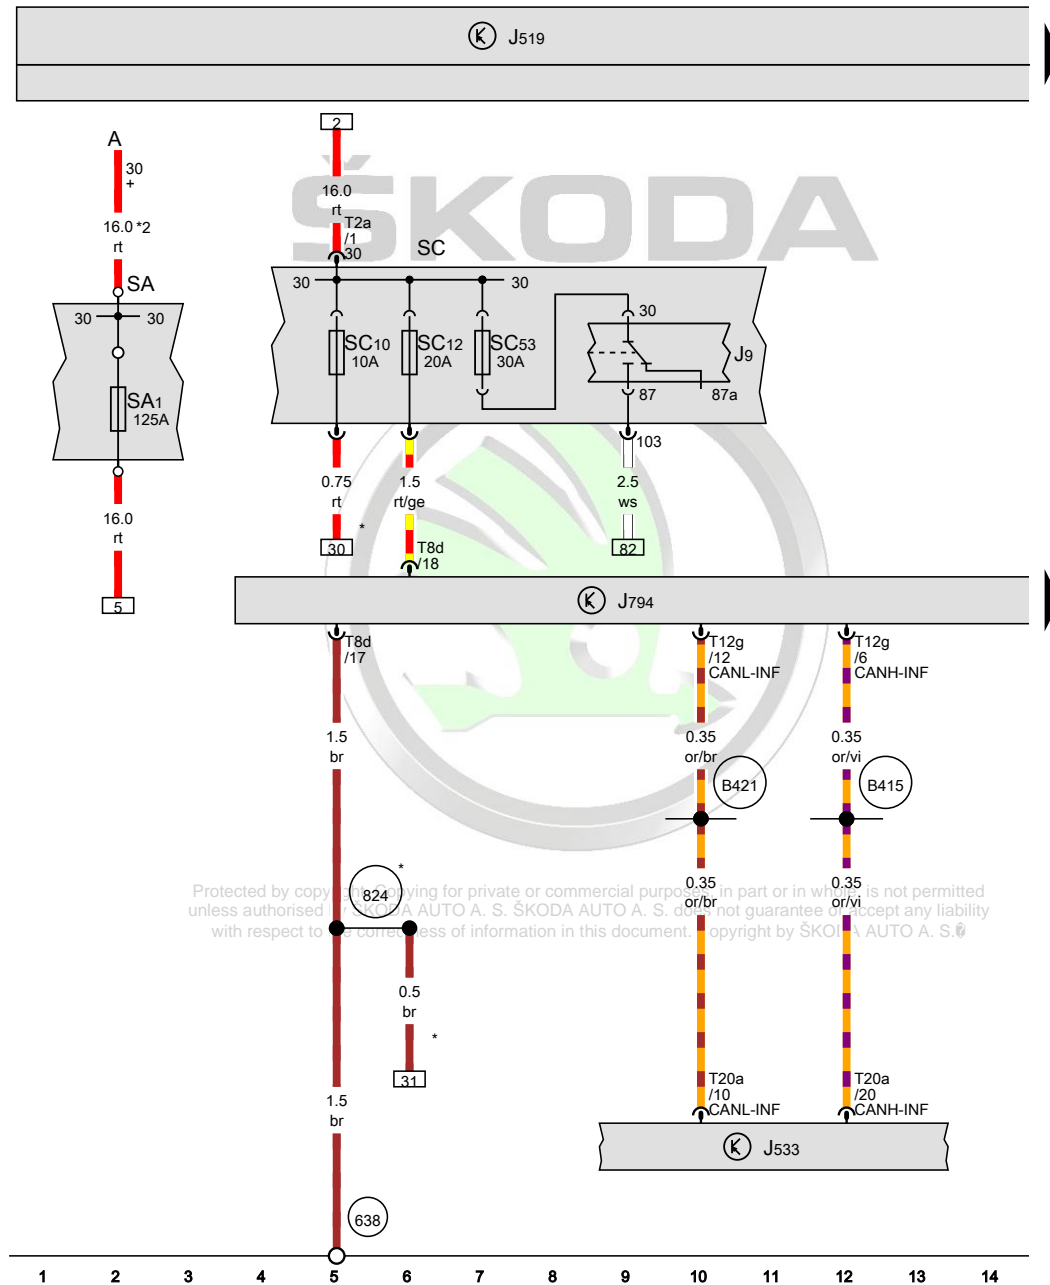 J519
2
A
30
+
16.0 *2
rt
SA
30 30
SA1
125A
16.0
rt
5
ŠKODA
16.0
rt
T2a
/1
30
SC
30 30
SC10
10A
SC12
20A
SC53
30A
30
J9
87
87a
103
0.75
rt
*
30
1.5
rt/ge
T8d
/18
2.5
ws
82
J794
T8d
/17
T12g
/12
CANL-INF
T12g
/6
CANH-INF
1.5
br
0.35
or/br
B421
0.35
or/vi
B415
*
824
0.35
or/br
0.35
or/vi
Protected by copyright. Copying for private or commercial purposes, in part or in whole, is not permitted
unless authorised by ŠKODA AUTO A. S. ŠKODA AUTO A. S. does not guarantee or accept any liability
with respect to the correctness of information in this document. Copyright by ŠKODA AUTO A. S.�
0.5
br
*
31
1.5
br
T20a
/10
CANL-INF
T20a
/20
CANH-INF
J533
638
1 2 3 4 5 6 7 8 9 10 11 12 13 14